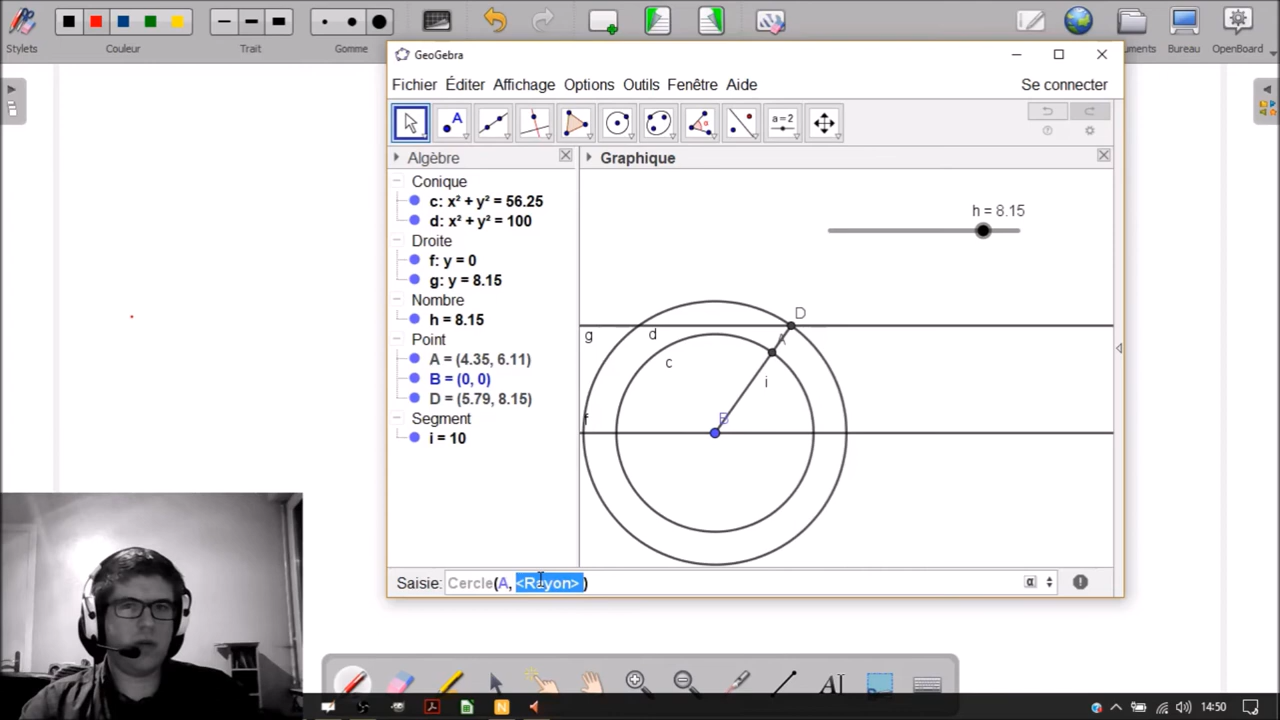 Stylets
Couleur
Trait
Gomme
Bureau
OpenBoard
GeoGebra
Fichier Éditer Affichage Options Outils Fenêtre Aide
Se connecter
A
α
a=2
Algèbre
Graphique
Conique
c: x² + y² = 56.25
d: x² + y² = 100
Droite
f: y = 0
g: y = 8.15
Nombre
h = 8.15
Point
A = (4.35, 6.11)
B = (0, 0)
D = (5.79, 8.15)
Segment
i = 10
h = 8.15
D
g
d
A
c
i
B
f
Saisie: Cercle(A, <Rayon>)
α
14:50